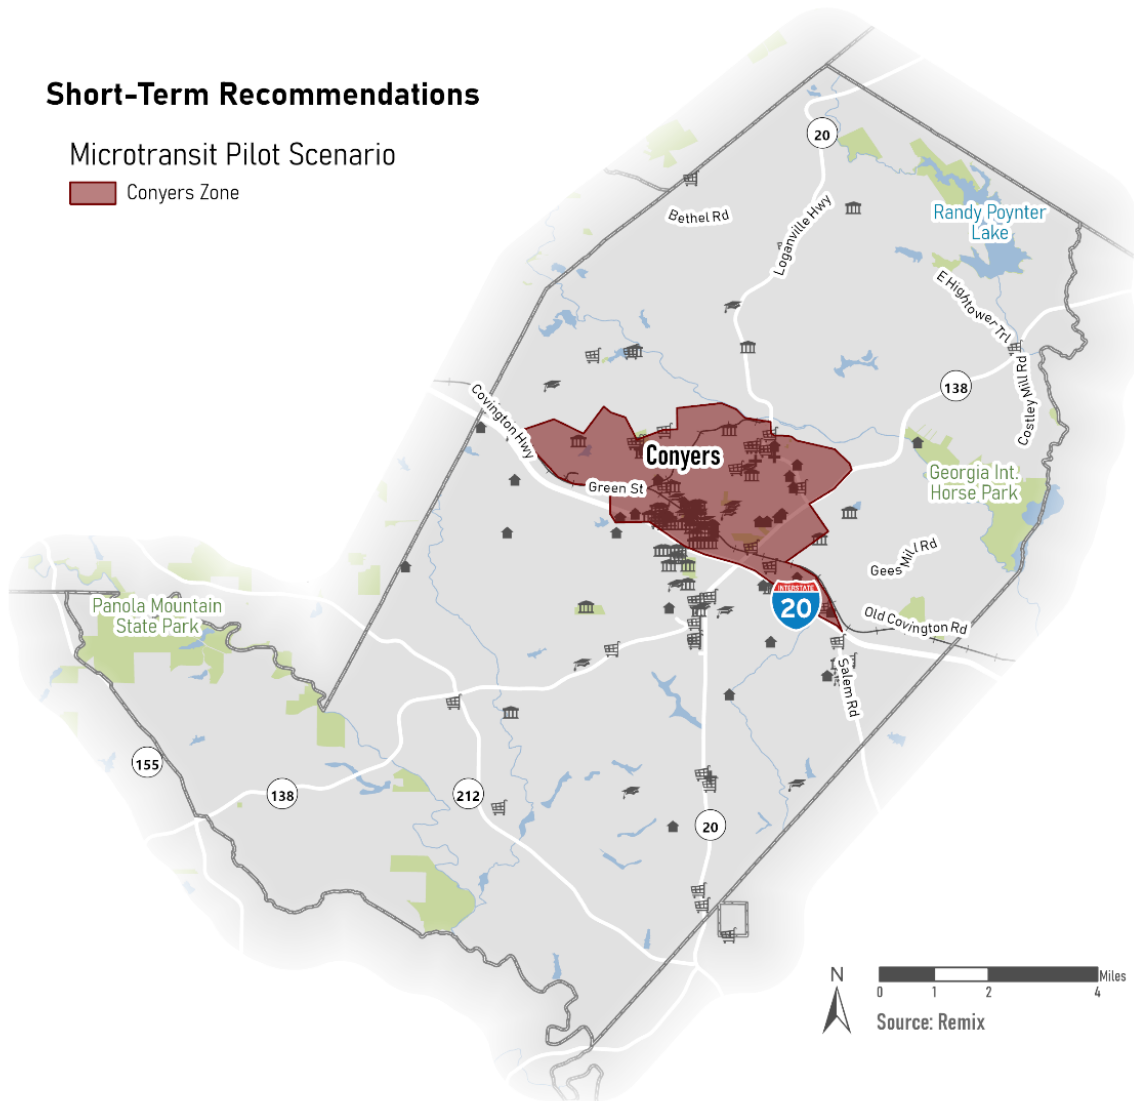 Short-Term Recommendations
Microtransit Pilot Scenario
Conyers Zone
20
Bethel Rd
Loganville Hwy
Randy Poynter
Lake
E Hightower Trl
138
Costley Mill Rd
Covington Hwy
Conyers
Green St
Georgia Int.
Horse Park
Gees Mill Rd
INTERSTATE
20
Old Covington Rd
Panola Mountain
State Park
Salem Rd
155
138
212
20
N
0
1
2
4
Miles
Source: Remix